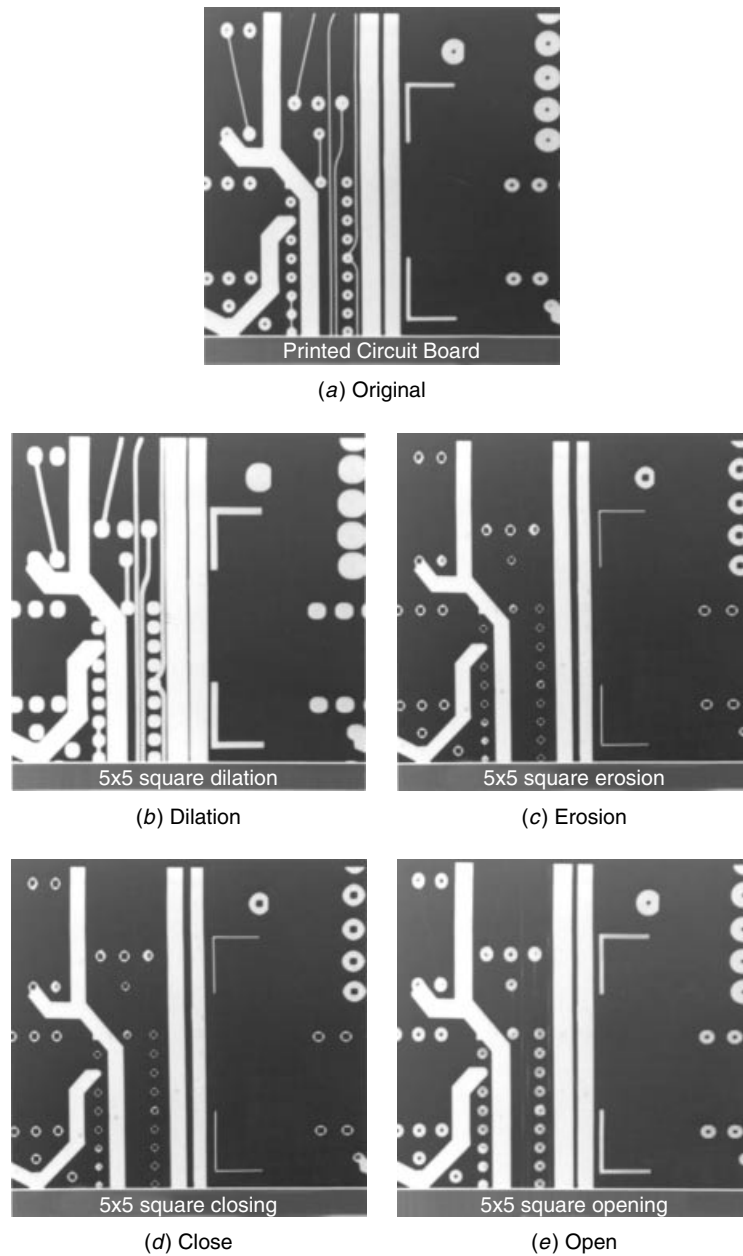 Printed Circuit Board
(a) Original
5x5 square dilation
5x5 square erosion
(b) Dilation
(c) Erosion
5x5 square closing
5x5 square opening
(d) Close
(e) Open